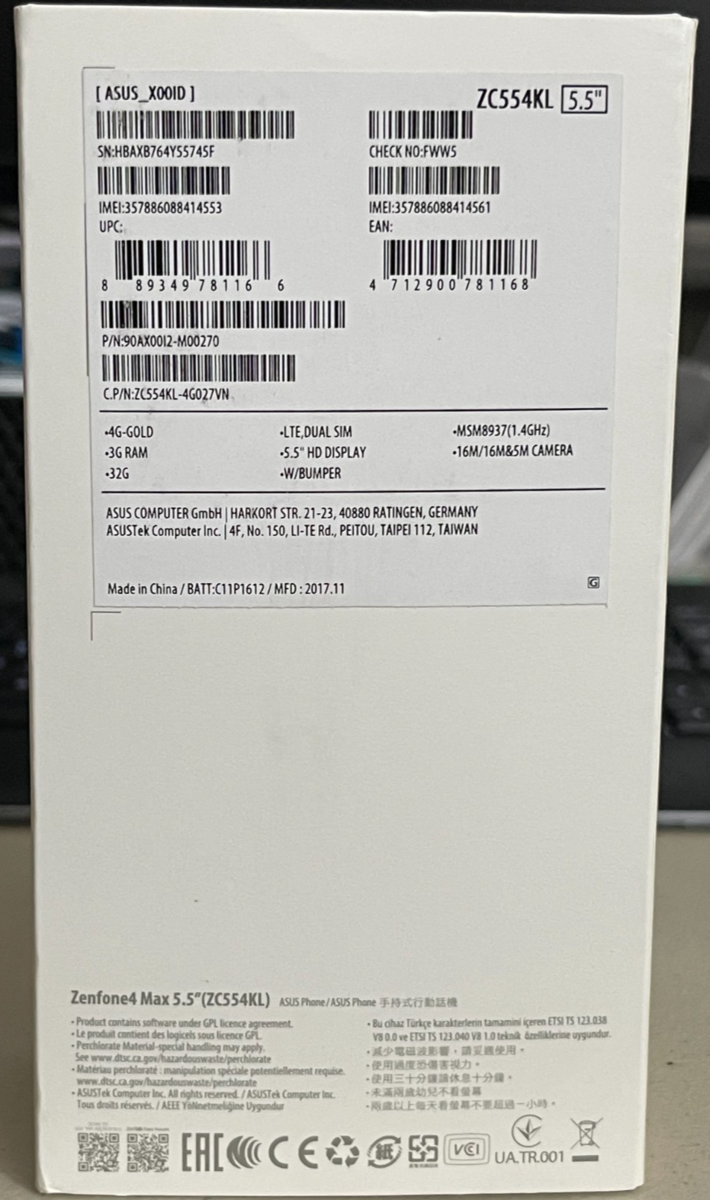 [ ASUS_X00ID ]
ZC554KL 5.5"
SN:HBAXB764Y55745F
CHECK NO:FWW5
IMEI:357886088414553
IMEI:357886088414561
UPC:
EAN:
8 89349 78116 6
4 712900 781168
P/N:90AX00I2-M00270
C.P/N:ZC554KL-4G027VN
•4G-GOLD
•LTE,DUAL SIM
•MSM8937(1.4GHz)
•3G RAM
•5.5" HD DISPLAY
•16M/16M&5M CAMERA
•32G
•W/BUMPER
ASUS COMPUTER GmbH | HARKORT STR. 21-23, 40880 RATINGEN, GERMANY
ASUSTek Computer Inc. | 4F, No. 150, LI-TE Rd., PEITOU, TAIPEI 112, TAIWAN
Made in China / BATT:C11P1612 / MFD : 2017.11
G
Zenfone4 Max 5.5"(ZC554KL) ASUS Phone/ASUS Phone 手持式行動話機
• Product contains software under GPL licence agreement.
• Le produit contient des logicels sous licence GPL.
• Perchlorate Material-special handling may apply.
See www.dtsc.ca.gov/hazardouswaste/perchlorate
• Matériau perchloraté : manipulation spéciale potentiellement requise.
www.dtsc.ca.gov/hazardouswaste/perchlorate
• ASUSTek Computer Inc. All rights reserved. / ASUSTek Computer Inc.
Tous droits réservés. / AEEE Yönetmeliğine Uygundur
• Bu cihaz Türkçe karakterlerin tamamini içeren ETSI TS 123.038
V8 0.0 ve ETSI TS 123.040 V8 1.0 teknik özelliklerine uygundur.
•減少電磁波影響，請妥適使用。
•使用過度恐傷害視力。
•使用三十分鐘請休息十分鐘。
•未滿兩歲幼兒不看螢幕
•兩歲以上每天看螢幕不要超過一小時。
EAC CE 紙 VCI UA.TR.001